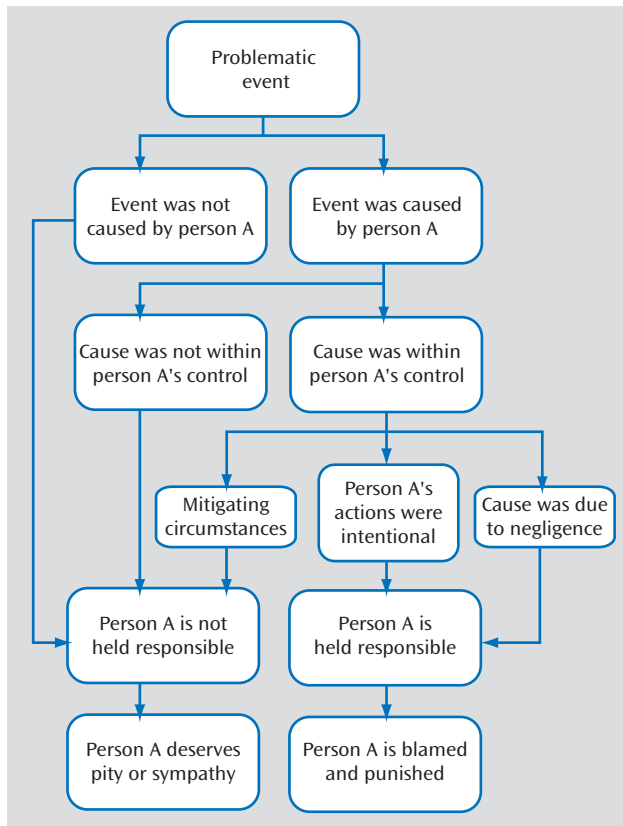 Problematic
event
Event was not
caused by person A
Event was caused
by person A
Cause was not within
person A's control
Cause was within
person A's control
Mitigating
circumstances
Person A's
actions were
intentional
Cause was due
to negligence
Person A is not
held responsible
Person A is
held responsible
Person A deserves
pity or sympathy
Person A is blamed
and punished